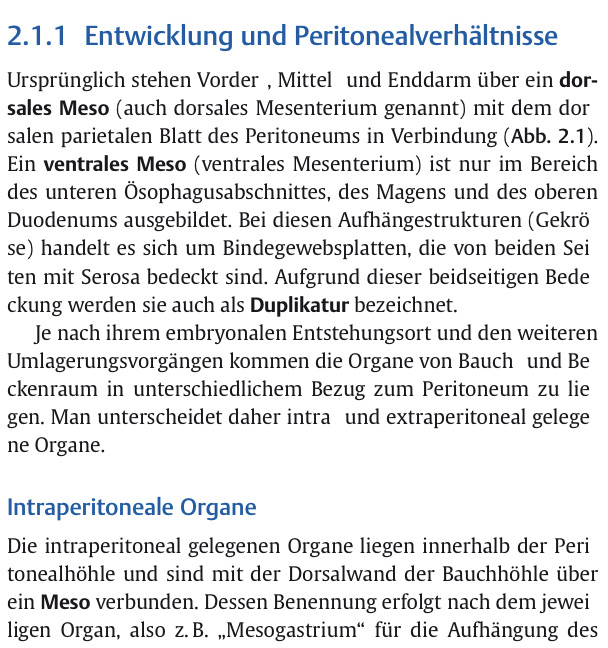 2.1.1 Entwicklung und Peritonealverhältnisse
Ursprünglich stehen Vorder , Mittel  und Enddarm über ein dor-
sales Meso (auch dorsales Mesenterium genannt) mit dem dor
salen parietalen Blatt des Peritoneums in Verbindung (Abb. 2.1).
Ein ventrales Meso (ventrales Mesenterium) ist nur im Bereich
des unteren Ösophagusabschnittes, des Magens und des oberen
Duodenums ausgebildet. Bei diesen Aufhängestrukturen (Gekrö
se) handelt es sich um Bindegewebsplatten, die von beiden Sei
ten mit Serosa bedeckt sind. Aufgrund dieser beidseitigen Bede
ckung werden sie auch als Duplikatur bezeichnet.
Je nach ihrem embryonalen Entstehungsort und den weiteren
Umlagerungsvorgängen kommen die Organe von Bauch  und Be
ckenraum in unterschiedlichem Bezug zum Peritoneum zu lie
gen. Man unterscheidet daher intra  und extraperitoneal gelege
ne Organe.
Intraperitoneale Organe
Die intraperitoneal gelegenen Organe liegen innerhalb der Peri
tonealhöhle und sind mit der Dorsalwand der Bauchhöhle über
ein Meso verbunden. Dessen Benennung erfolgt nach dem jewei
ligen Organ, also z. B. „Mesogastrium“ für die Aufhängung des